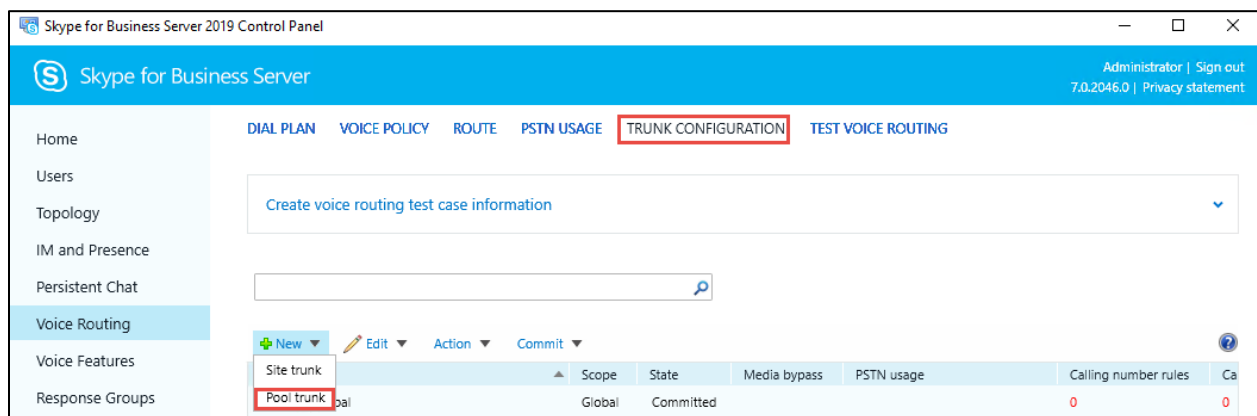 Skype for Business Server 2019 Control Panel
Skype for Business Server
Administrator | Sign out
7.0.2046.0 | Privacy statement
Home
Users
Topology
IM and Presence
Persistent Chat
Voice Routing
Voice Features
Response Groups
DIAL PLAN VOICE POLICY ROUTE PSTN USAGE TRUNK CONFIGURATION TEST VOICE ROUTING
Create voice routing test case information
New Edit Action Commit
Site trunk
Pool trunk
Scope State Media bypass PSTN usage Calling number rules Ca
bal Global Committed 0 0